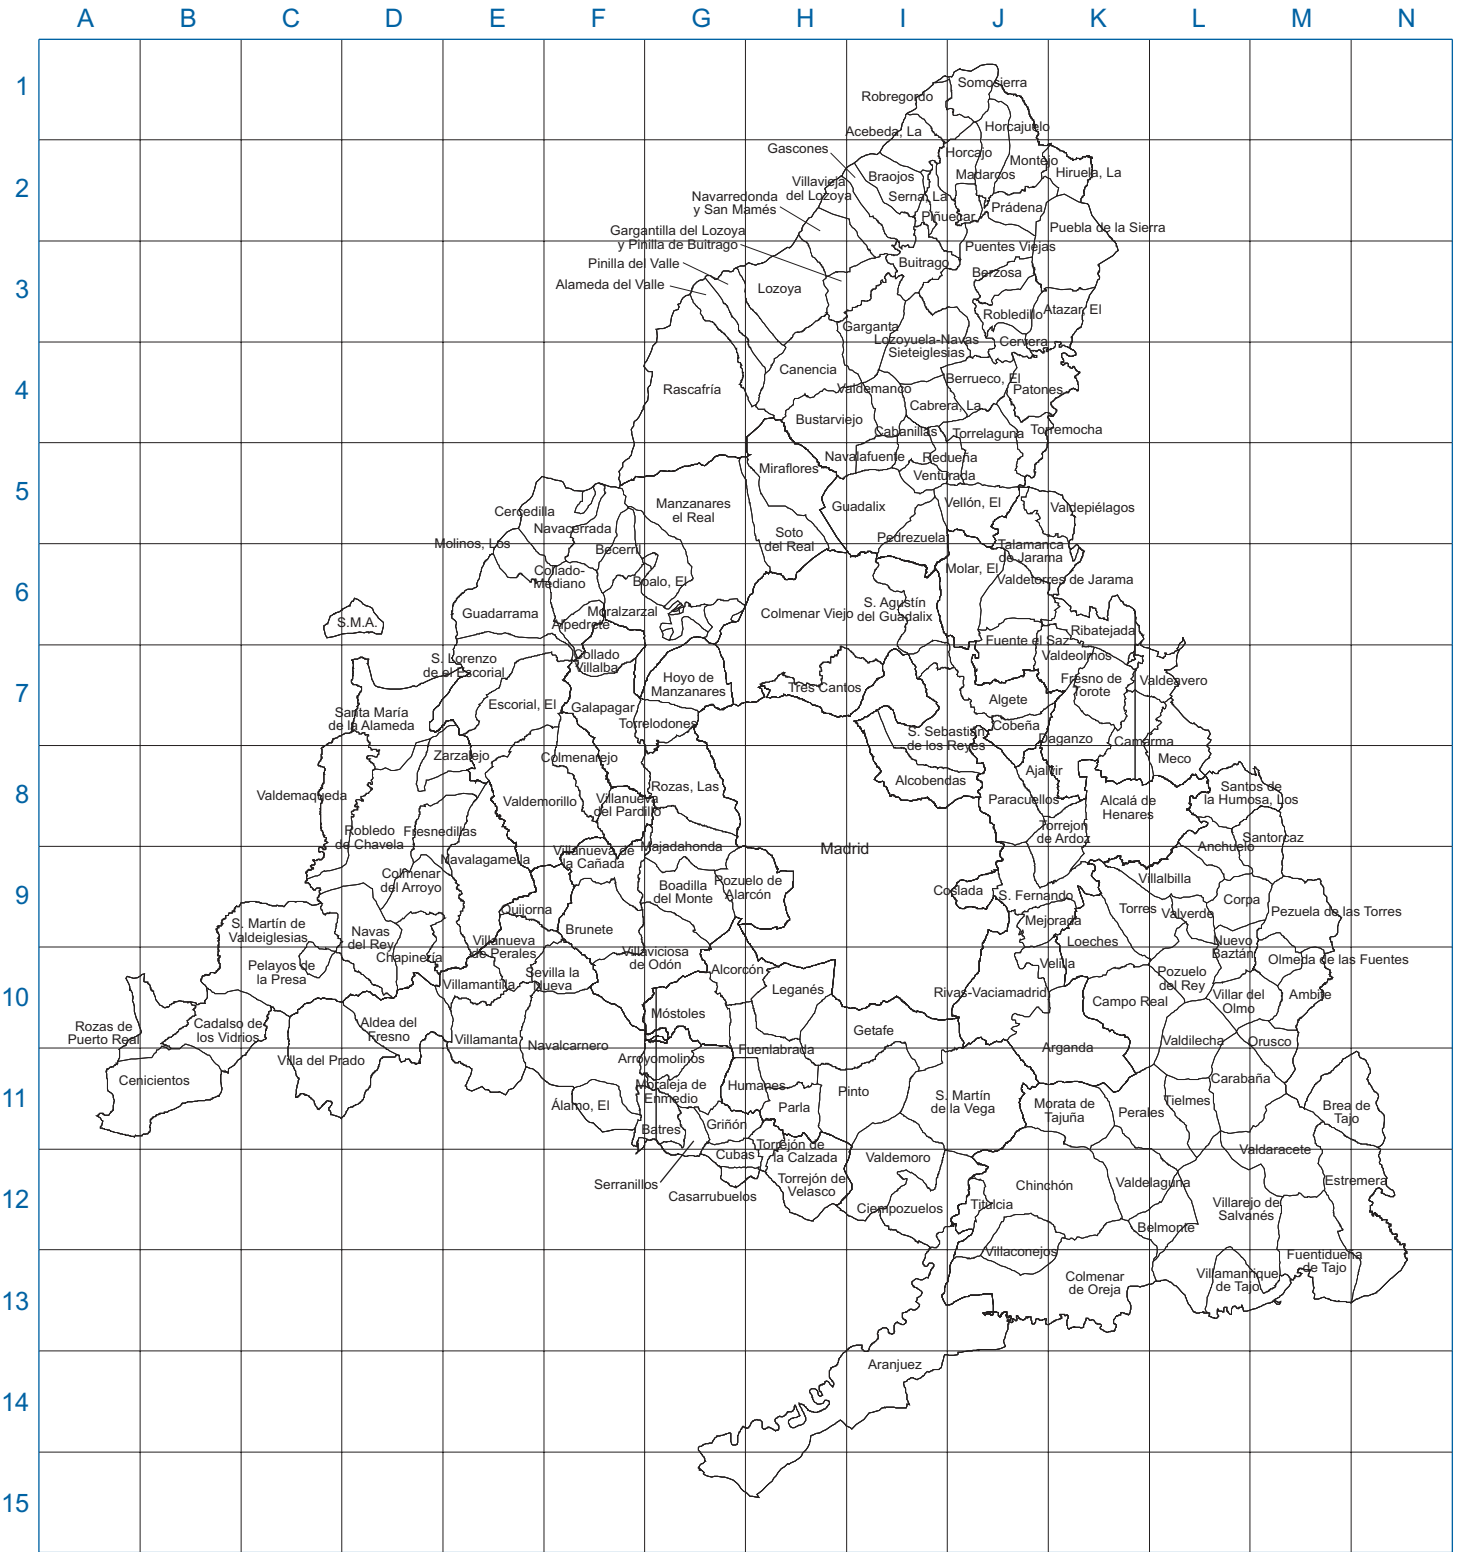 A B C D E F G H I J K L M N
1
Somosierra
Robregordo
Horcajuelo
Acebeda, La
2
Gascones
Horcajo
Montejo
Hiruela, La
Braojos
Madarcos
Villavieja
del Lozoya
Serna, La
Navarredonda
y San Mamés
Prádena
Piñuecar
Puebla de la Sierra
Gargantilla del Lozoya
y Pinilla de Buitrago
Puentes Viejas
3
Pinilla del Valle
Buitrago
Berzosa
Alameda del Valle
Lozoya
Robledillo
Atazar, El
Garganta
Lozoyuela-Navas
Sieteiglesias
Cervera
4
Rascafría
Canencia
Valdemanco
Berrueco, El
Patones
Cabrera, La
Bustarviejo
Cabanillas
Torrelaguna
Torremocha
5
Miraflores
Navalafuente
Redueña
Venturada
Manzanares
el Real
Guadalix
Vellón, El
Valdepiélagos
Cercedilla
Navacerrada
Soto
del Real
Pedrezuela
Molinos, Los
Becerril
Talamanca
de Jarama
6
Collado-
Mediano
Boalo, El
Molar, El
Valdetorres de Jarama
Guadarrama
Moralzarzal
Alpedrete
Colmenar Viejo
S. Agustín
del Guadalix
S.M.A.
Ribatejada
Fuente el Saz
7
S. Lorenzo
de el Escorial
Collado
Villalba
Valdeolmos
Hoyo de
Manzanares
Tres Cantos
Fresno de
Torote
Valdeavero
Escorial, El
Galapagar
Algete
Santa María
de la Alameda
Torrelodones
Cobeña
S. Sebastián
de los Reyes
Daganzo
Camarma
8
Zarzalejo
Colmenarejo
Meco
Ajalvir
Alcobendas
Valdemaqueda
Valdemorillo
Villanueva
del Pardillo
Rozas, Las
Paracuellos
Alcalá de
Henares
Santos de
la Humosa, Los
Robledo
de Chavela
Fresnedillas
Torrejón
de Ardoz
Santorcaz
Madrid
Majadahonda
Anchuelo
9
Navalagamella
Villanueva de
la Cañada
Colmenar
del Arroyo
Boadilla
del Monte
Pozuelo de
Alarcón
Coslada
S. Fernando
Villalbilla
Corpa
Quijorna
Torres
Valverde
Pezuela de las Torres
S. Martín de
Valdeiglesias
Navas
del Rey
Brunete
Mejorada
Loeches
Nuevo
Baztán
Villanueva
de Perales
Villaviciosa
de Odón
Chapinería
Velilla
Olmeda de las Fuentes
10
Pelayos de
la Presa
Villamantilla
Sevilla la
Nueva
Alcorcón
Leganés
Rivas-Vaciamadrid
Campo Real
Pozuelo
del Rey
Villar del
Olmo
Ambite
Móstoles
Rozas de
Puerto Real
Cadalso de
los Vidrios
Aldea del
Fresno
Villamanta
Navalcarnero
Getafe
Valdilecha
Orusco
Fuenlabrada
Arganda
Villa del Prado
Arroyomolinos
11
Cenicientos
Moraleja de
Enmedio
Humanes
Pinto
Carabaña
Álamo, El
Parla
S. Martín
de la Vega
Morata de
Tajuña
Perales
Tielmes
Brea de
Tajo
Batres
Griñón
Torrejón de
la Calzada
Valdaracete
Cubas
Valdemoro
12
Serranillos
Casarrubuelos
Torrejón de
Velasco
Chinchón
Valdelaguna
Estremera
Ciempozuelos
Titulcia
Villarejo de
Salvanés
Belmonte
Villaconejos
Fuentidueña
de Tajo
13
Colmenar
de Oreja
Villamanrique
de Tajo
Aranjuez
14
15